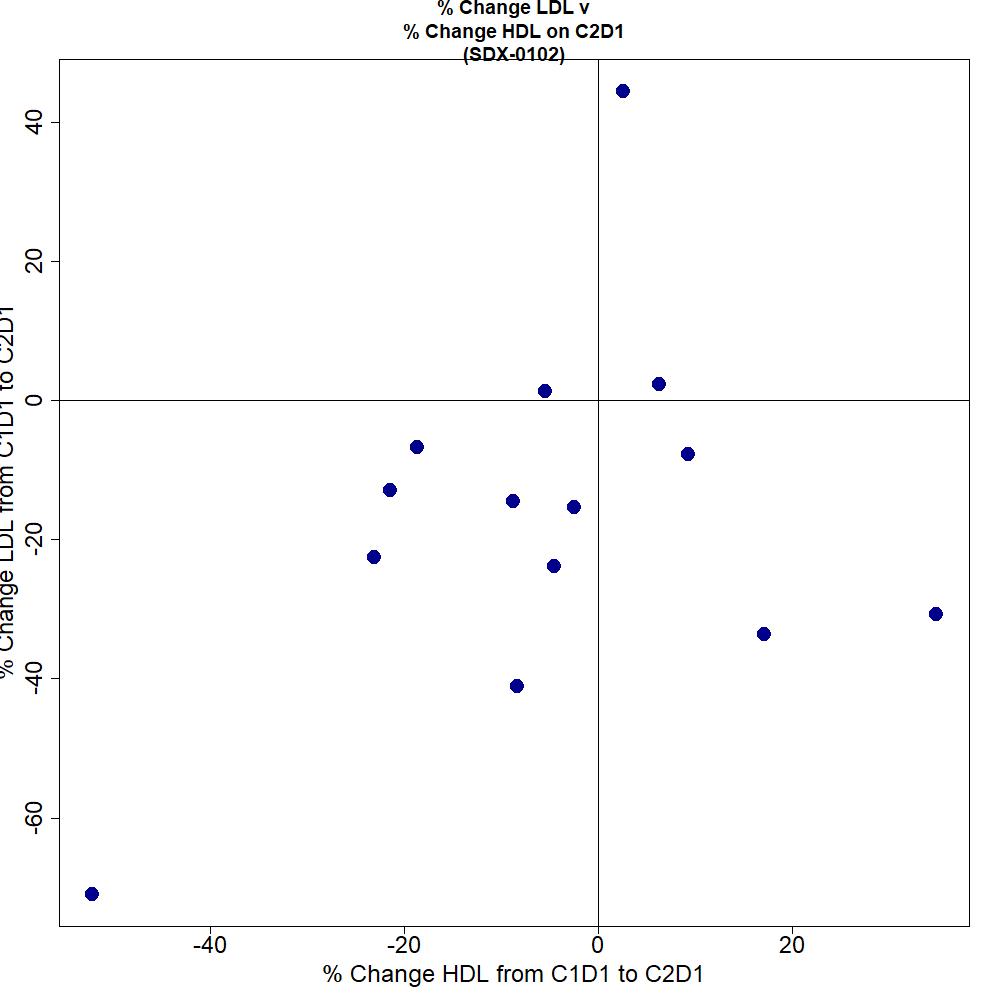 % Change LDL v
% Change HDL on C2D1
(SDX-0102)
% Change LDL from C1D1 to C2D1
40
20
0
-20
-40
-60
-40
-20
0
20
% Change HDL from C1D1 to C2D1